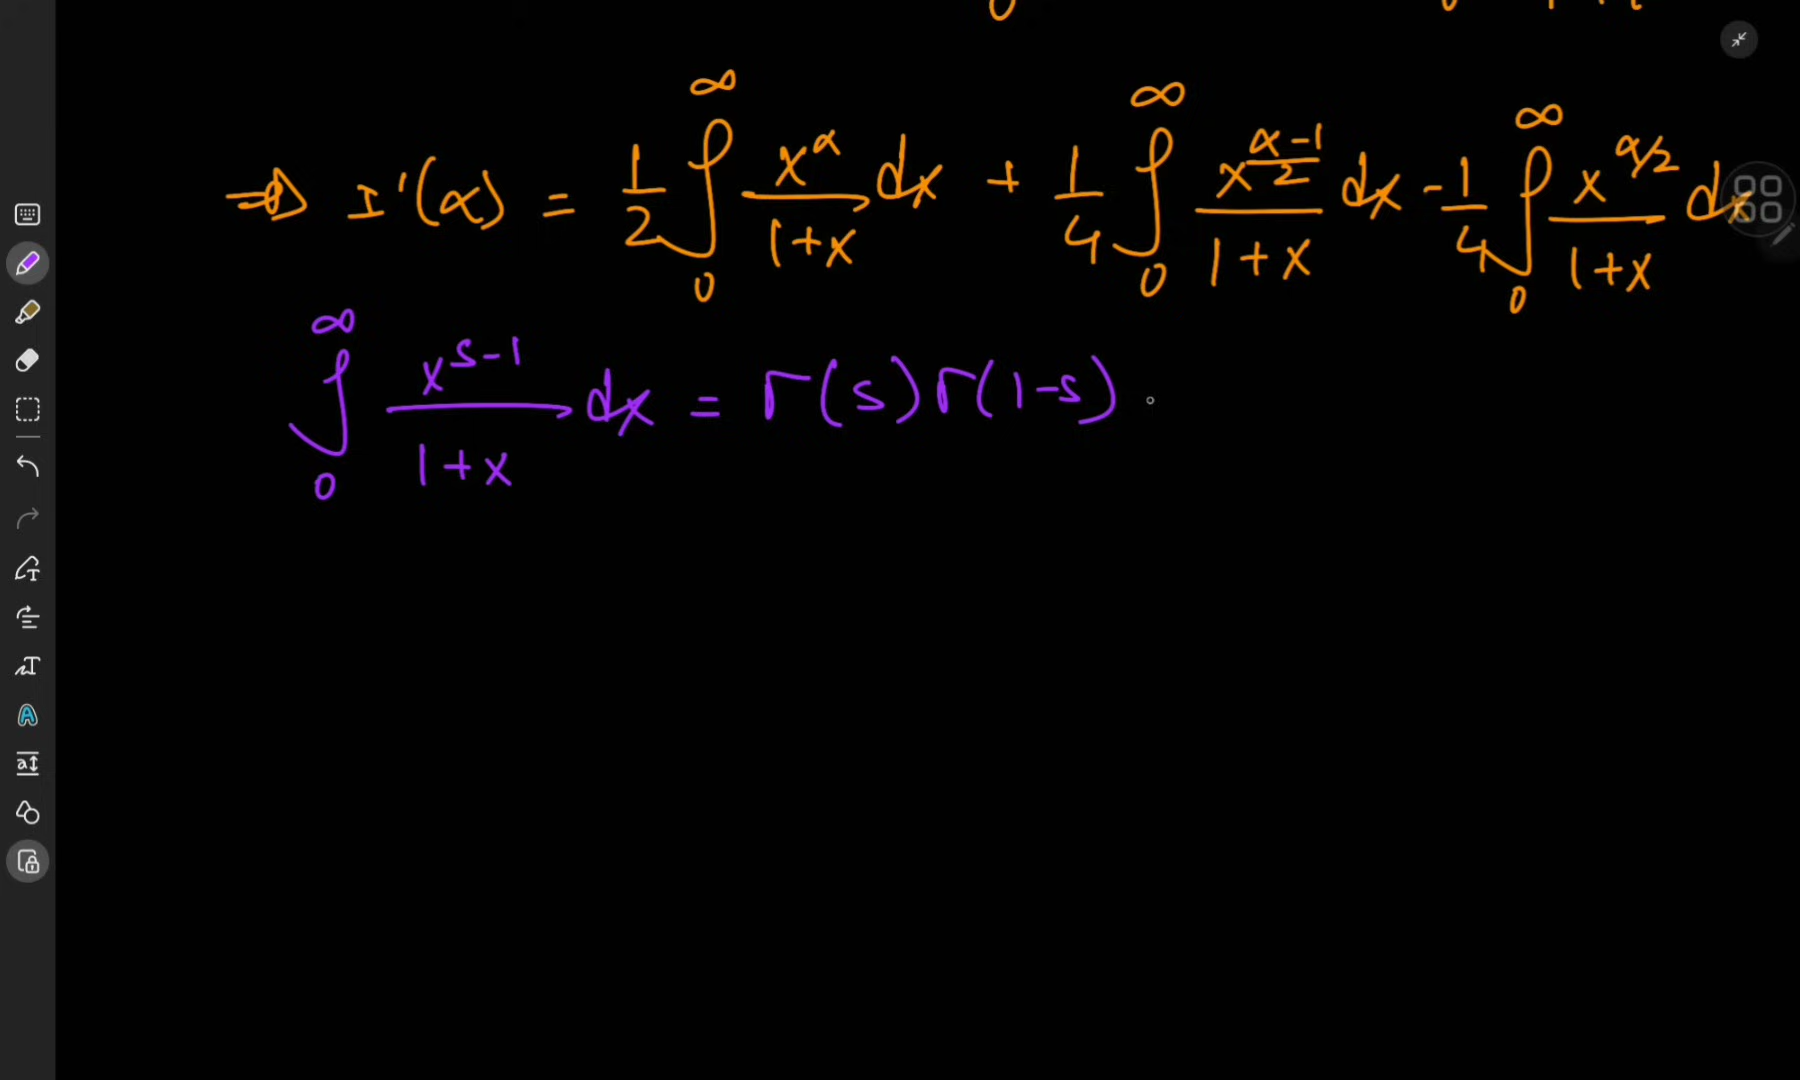 ⇒ I'(α) = 1/2 ∫₀^∞ x^α/(1+x) dx + 1/4 ∫₀^∞ x^((α-1)/2)/(1+x) dx - 1/4 ∫₀^∞ x^(α/2)/(1+x) dx
∫₀^∞ x^(s-1)/(1+x) dx = Γ(s)Γ(1-s)